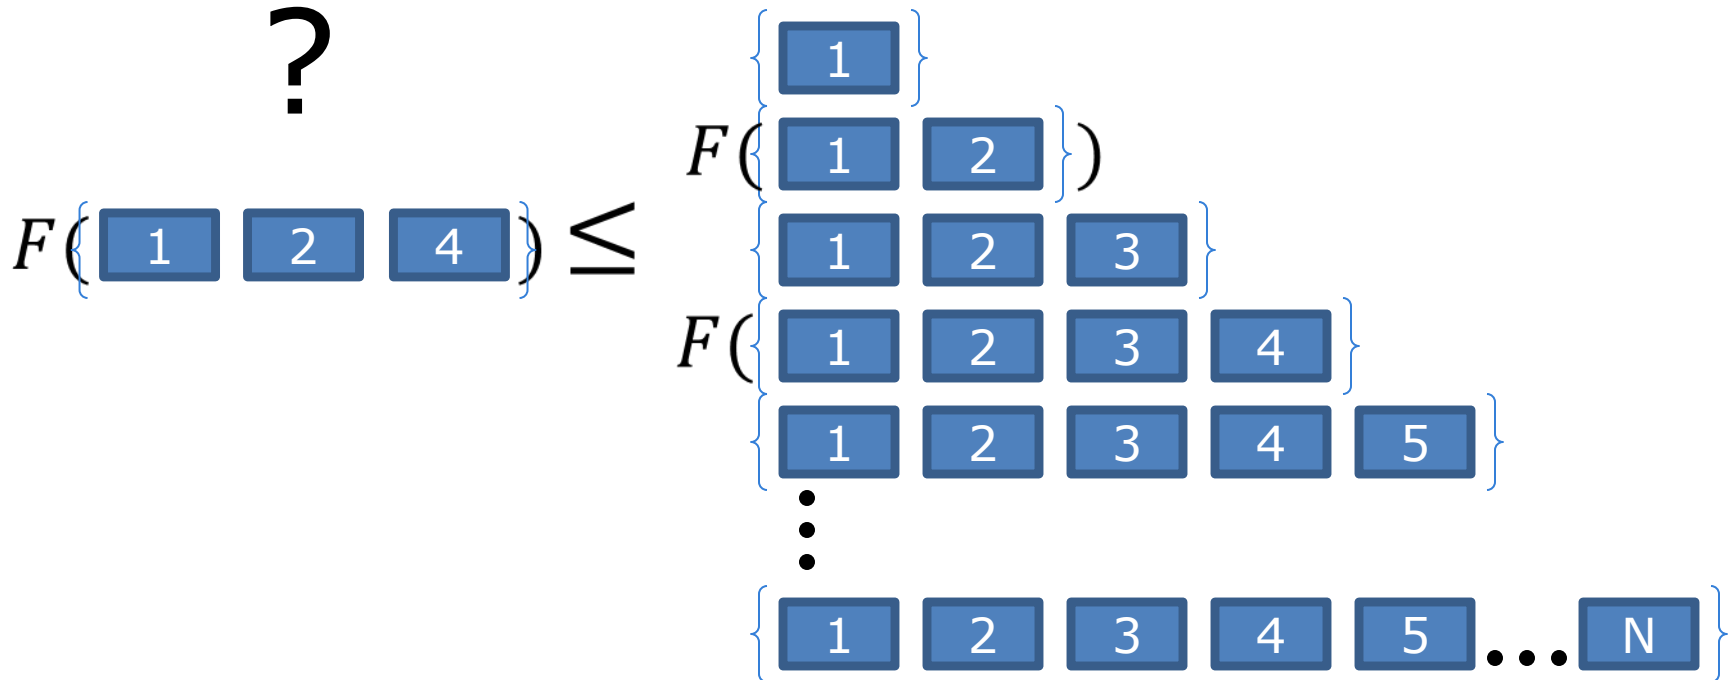 ?
{ 1 }
F({ 1 2 })
F({ 1 2 4 }) ≤
{ 1 2 3 }
F({ 1 2 3 4 }
{ 1 2 3 4 5 }
⋮
{ 1 2 3 4 5 ... N }